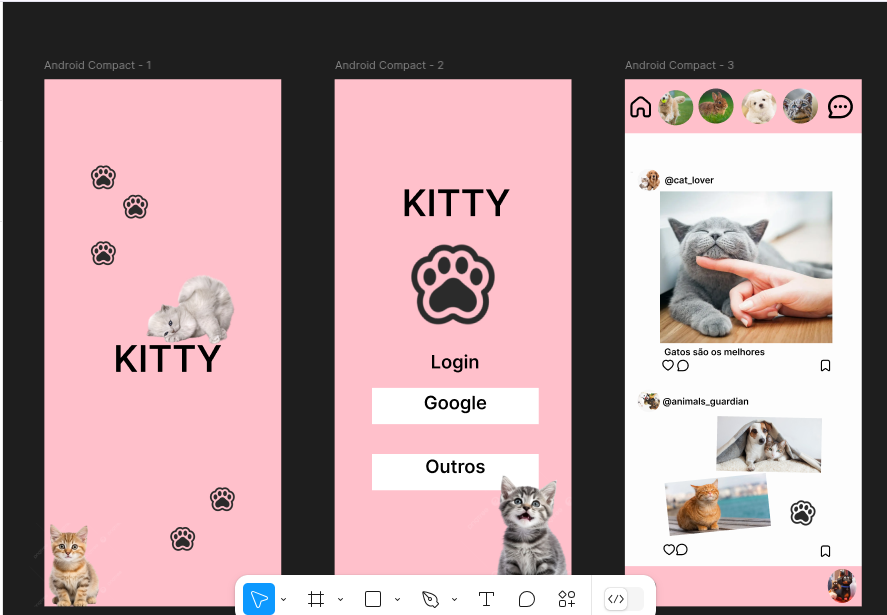 Android Compact - 1
Android Compact - 2
Android Compact - 3
KITTY
KITTY
Login
Google
Outros
@cat_lover
Gatos são os melhores
@animals_guardian